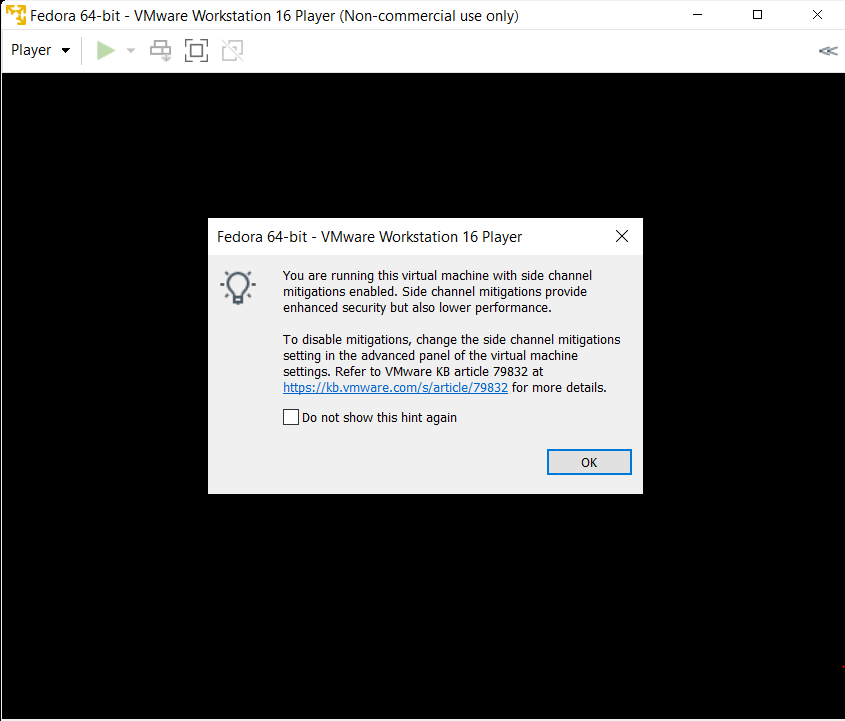 Fedora 64-bit - VMware Workstation 16 Player (Non-commercial use only)
Player
Fedora 64-bit - VMware Workstation 16 Player
You are running this virtual machine with side channel
mitigations enabled. Side channel mitigations provide
enhanced security but also lower performance.
To disable mitigations, change the side channel mitigations
setting in the advanced panel of the virtual machine
settings. Refer to VMware KB article 79832 at
https://kb.vmware.com/s/article/79832 for more details.
Do not show this hint again
OK